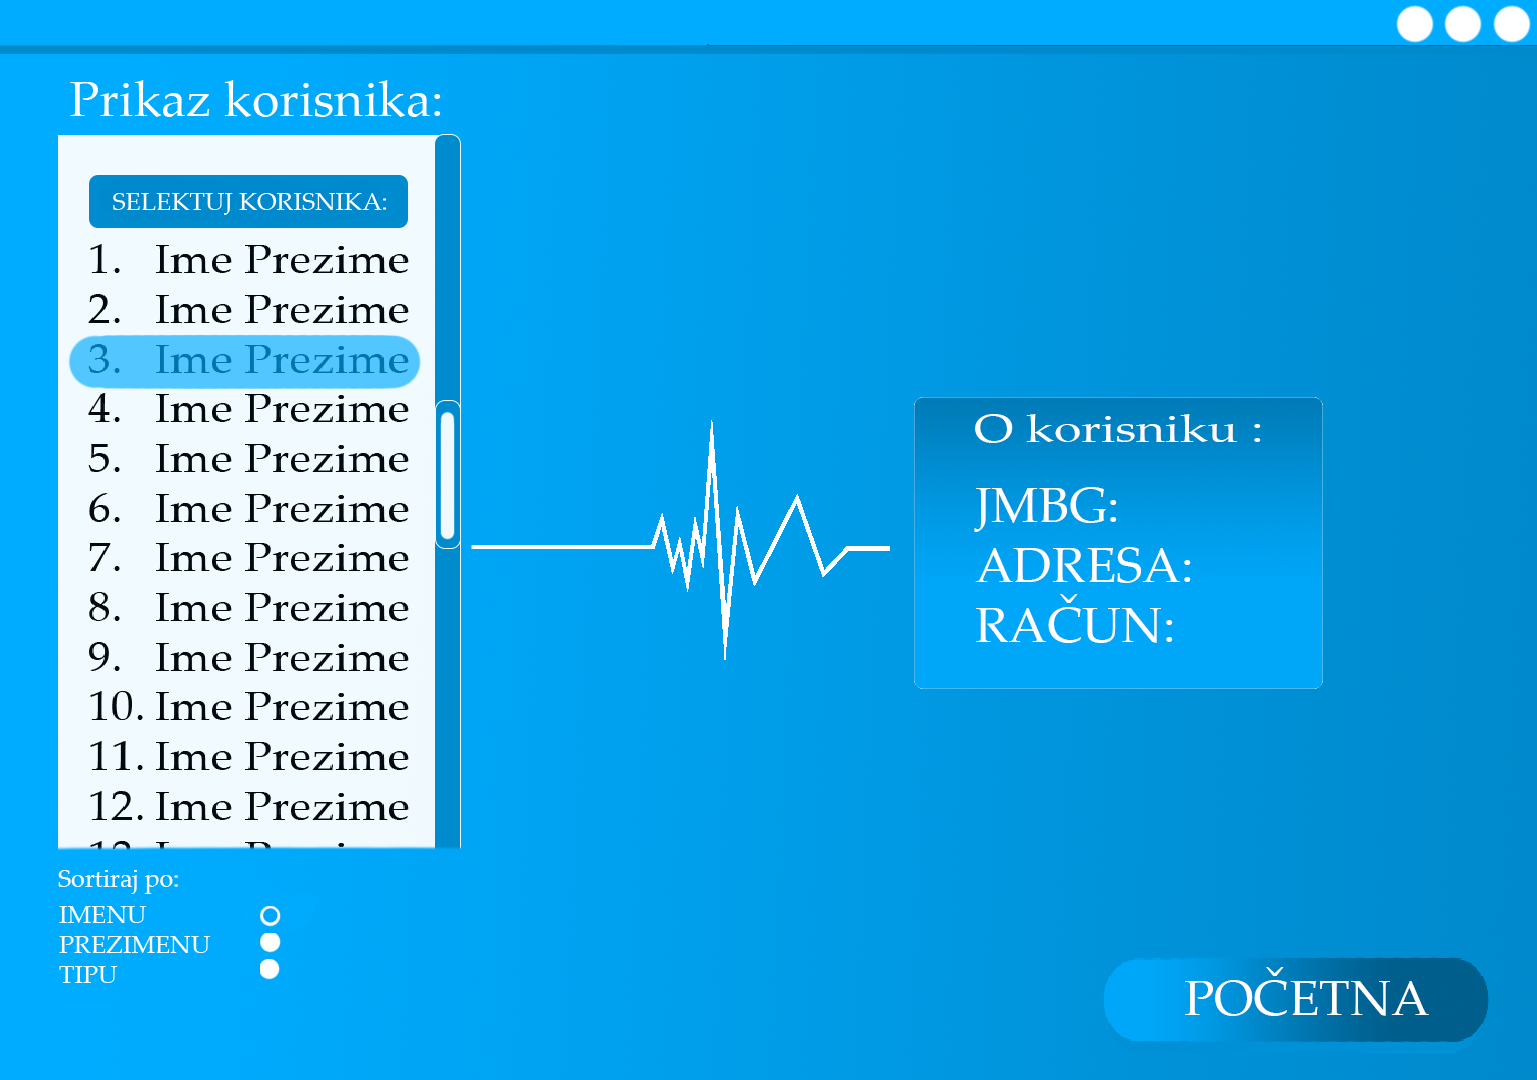 Prikaz korisnika:
SELEKTUJ KORISNIKA:
1. Ime Prezime
2. Ime Prezime
3. Ime Prezime
4. Ime Prezime
5. Ime Prezime
6. Ime Prezime
7. Ime Prezime
8. Ime Prezime
9. Ime Prezime
10. Ime Prezime
11. Ime Prezime
12. Ime Prezime
Sortiraj po:
IMENU
PREZIMENU
TIPU
O korisniku :
JMBG:
ADRESA:
RAČUN:
POČETNA